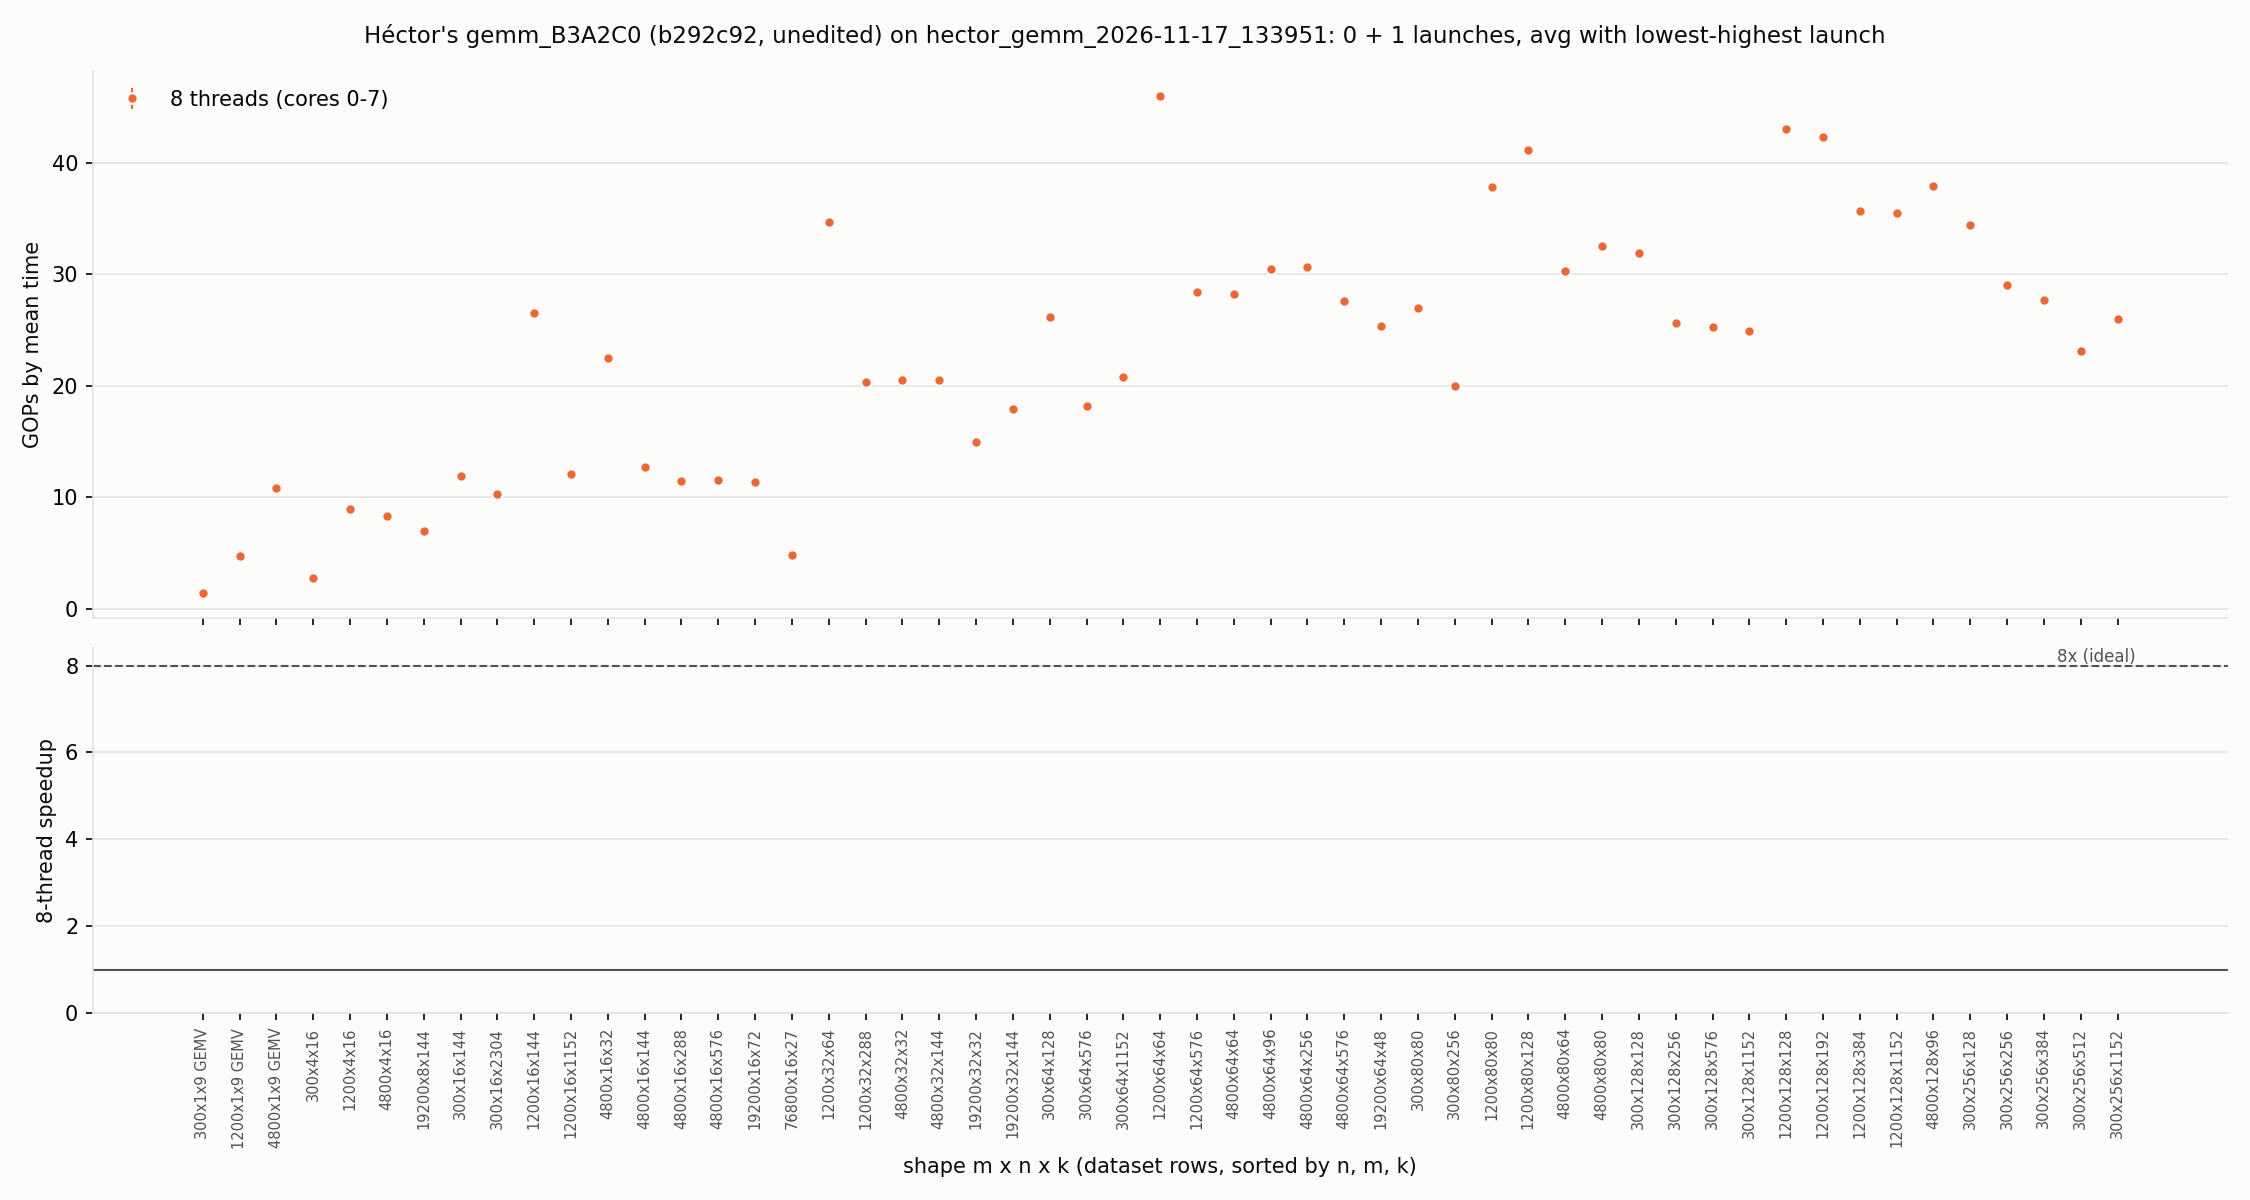 Héctor's gemm_B3A2C0 (b292c92, unedited) on hector_gemm_2026-11-17_133951: 0 + 1 launches, avg with lowest-highest launch
8 threads (cores 0-7)
GOPs by mean time
40
30
20
10
0
8x (ideal)
8-thread speedup
8
6
4
2
0
300x1x9 GEMV
1200x1x9 GEMV
4800x1x9 GEMV
300x4x16
1200x4x16
4800x4x16
19200x8x144
300x16x144
300x16x2304
1200x16x144
1200x16x1152
4800x16x32
4800x16x144
4800x16x288
4800x16x576
19200x16x72
76800x16x27
1200x32x64
1200x32x288
4800x32x32
4800x32x144
19200x32x32
19200x32x144
300x64x128
300x64x576
300x64x1152
1200x64x64
1200x64x576
4800x64x64
4800x64x96
4800x64x256
4800x64x576
19200x64x48
300x80x80
300x80x256
1200x80x80
1200x80x128
4800x80x64
4800x80x80
300x128x128
300x128x256
300x128x576
300x128x1152
1200x128x128
1200x128x192
1200x128x384
1200x128x1152
4800x128x96
300x256x128
300x256x256
300x256x384
300x256x512
300x256x1152
shape m x n x k (dataset rows, sorted by n, m, k)